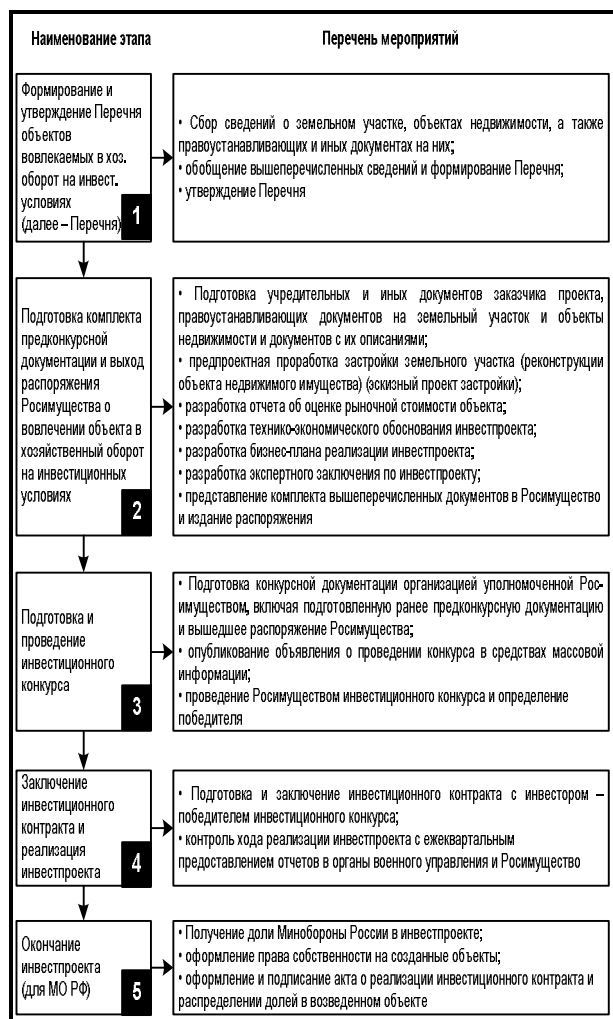 Наименование этапа
Перечень мероприятий
Формирование и
утверждение Перечня
объектов
вовлекаемых в хоз.
оборот на инвест.
условиях
(далее – Перечня)
1
• Сбор сведений о земельном участке, объектах недвижимости, а также
правоустанавливающих и иных документах на них;
• обобщение вышеперечисленных сведений и формирование Перечня;
• утверждение Перечня
Подготовка комплекта
предконкурсной
документации и выход
распоряжения
Росимущества о
вовлечении объекта в
хозяйственный оборот
на инвестиционных
условиях
2
• Подготовка учредительных и иных документов заказчика проекта,
правоустанавливающих документов на земельный участок и объекты
недвижимости и документов с их описаниями;
• предпроектная проработка застройки земельного участка (реконструкции
объекта недвижимого имущества) (эскизный проект застройки);
• разработка отчета об оценке рыночной стоимости объекта;
• разработка технико-экономического обоснования инвестпроекта;
• разработка бизнес-плана реализации инвестпроекта;
• разработка экспертного заключения по инвестпроекту;
• представление комплекта вышеперечисленных документов в Росимущество
и издание распоряжения
Подготовка и
проведение
инвестиционного
конкурса
3
• Подготовка конкурсной документации организацией уполномоченной Рос-
имуществом, включая подготовленную ранее предконкурсную документацию
и вышедшее распоряжение Росимущества;
• опубликование объявления о проведении конкурса в средствах массовой
информации;
• проведение Росимуществом инвестиционного конкурса и определение
победителя
Заключение
инвестиционного
контракта и
реализация
инвестпроекта
4
• Подготовка и заключение инвестиционного контракта с инвестором –
победителем инвестиционного конкурса;
• контроль хода реализации инвестпроекта с ежеквартальным
предоставлением отчетов в органы военного управления и Росимущество
Окончание
инвестпроекта
(для МО РФ)
5
• Получение доли Минобороны России в инвестпроекте;
• оформление права собственности на созданные объекты;
• оформление и подписание акта о реализации инвестиционного контракта и
распределении долей в возведенном объекте